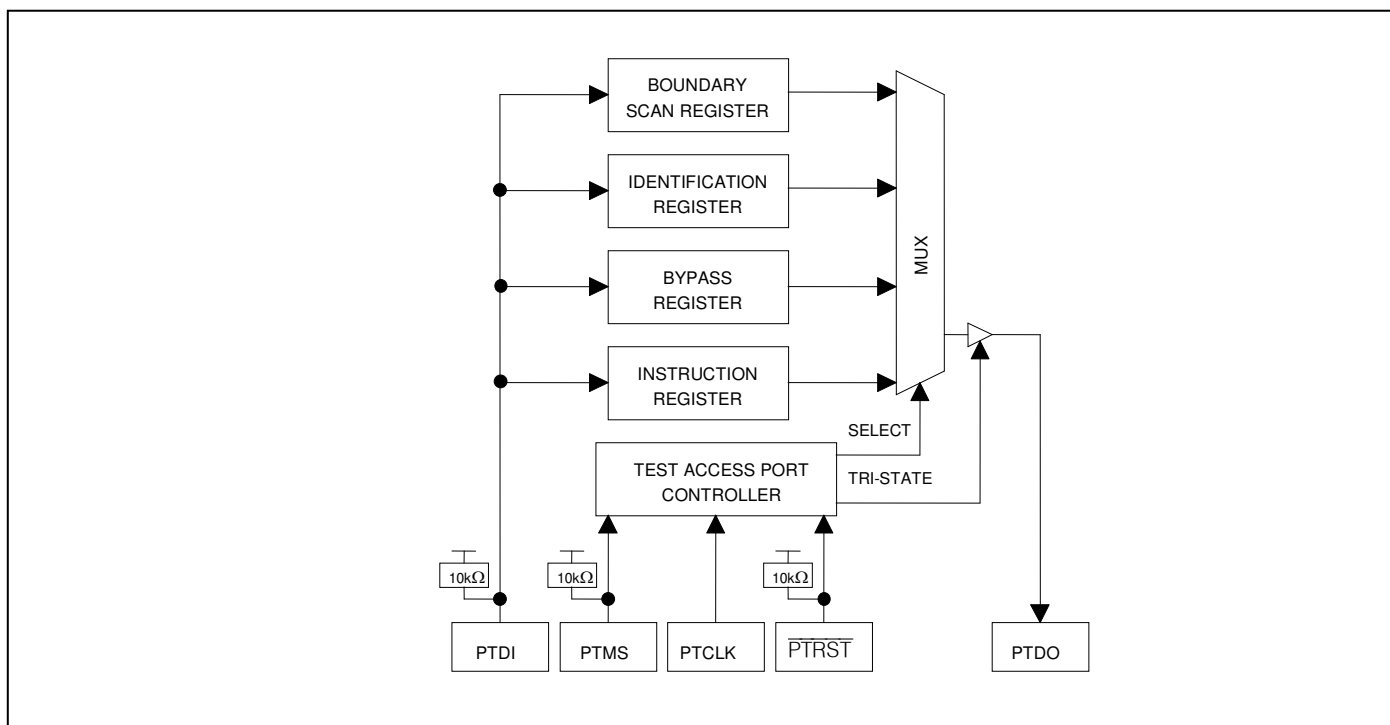 BOUNDARY
SCAN REGISTER
IDENTIFICATION
REGISTER
BYPASS
REGISTER
INSTRUCTION
REGISTER
MUX
SELECT
TRI-STATE
TEST ACCESS PORT
CONTROLLER
10kΩ
10kΩ
10kΩ
PTDI
PTMS
PTCLK
PTRST
PTDO